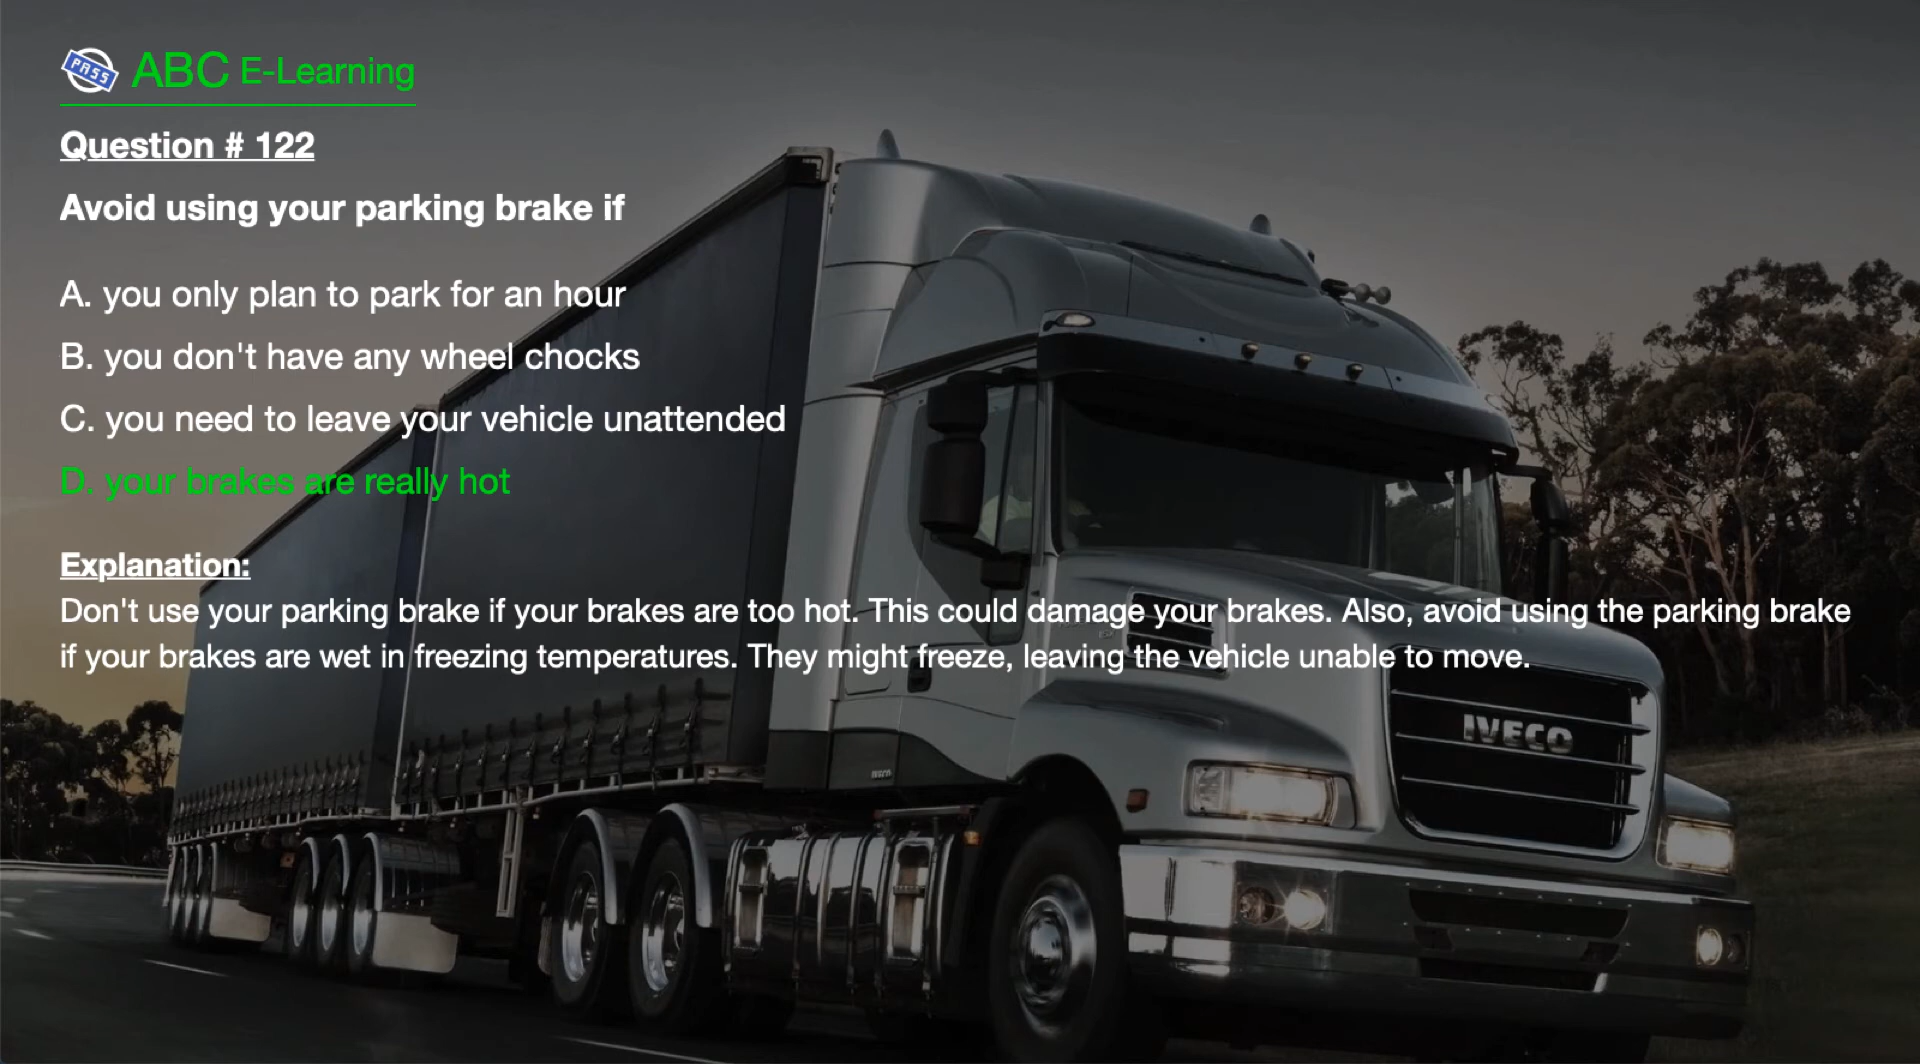 PASS ABC E-Learning
Question # 122
Avoid using your parking brake if
A. you only plan to park for an hour
B. you don't have any wheel chocks
C. you need to leave your vehicle unattended
D. your brakes are really hot
Explanation:
Don't use your parking brake if your brakes are too hot. This could damage your brakes. Also, avoid using the parking brake
if your brakes are wet in freezing temperatures. They might freeze, leaving the vehicle unable to move.
IVECO
IVECO